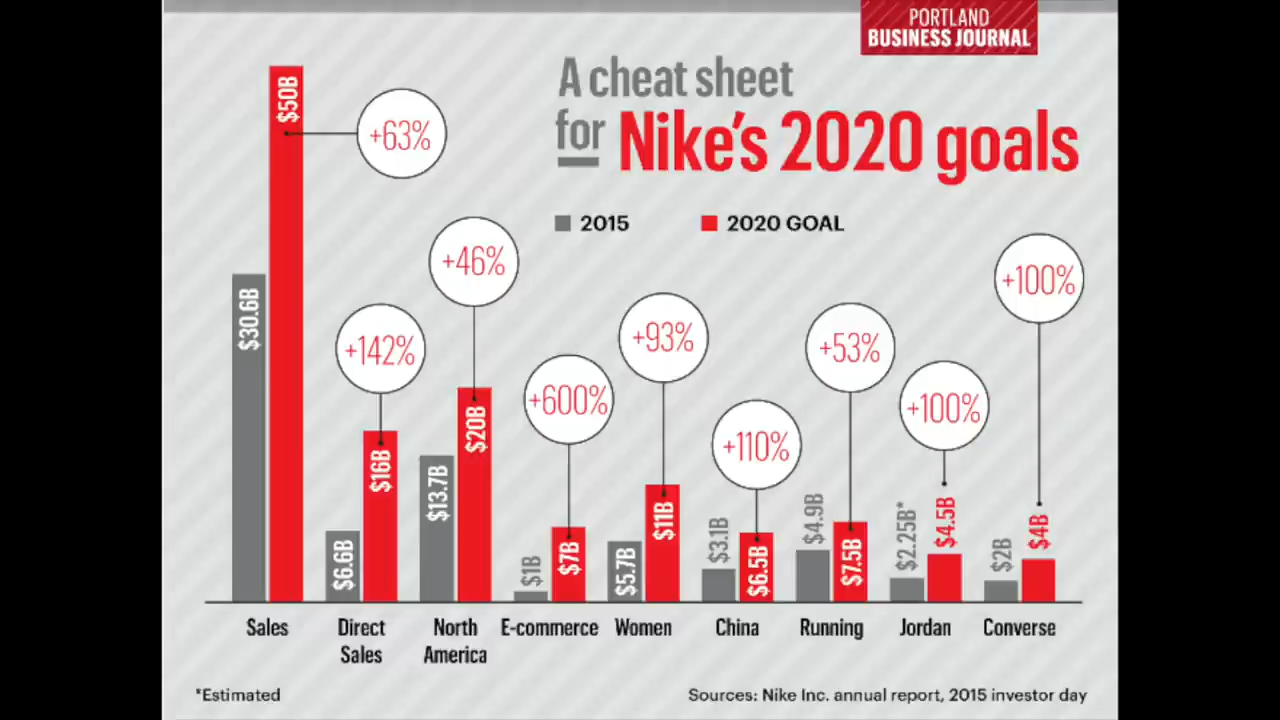 PORTLAND
BUSINESS JOURNAL
A cheat sheet
for Nike's 2020 goals
2015
2020 GOAL
$30.6B
$50B
+63%
$6.6B
$16B
+142%
$13.7B
$20B
+46%
$1B
$7B
+600%
$5.7B
$11B
+93%
$3.1B
$6.5B
+110%
$4.9B
$7.5B
+53%
$2.25B*
$4.5B
+100%
$2B
$4B
+100%
Sales
Direct
Sales
North
America
E-commerce
Women
China
Running
Jordan
Converse
*Estimated
Sources: Nike Inc. annual report, 2015 investor day